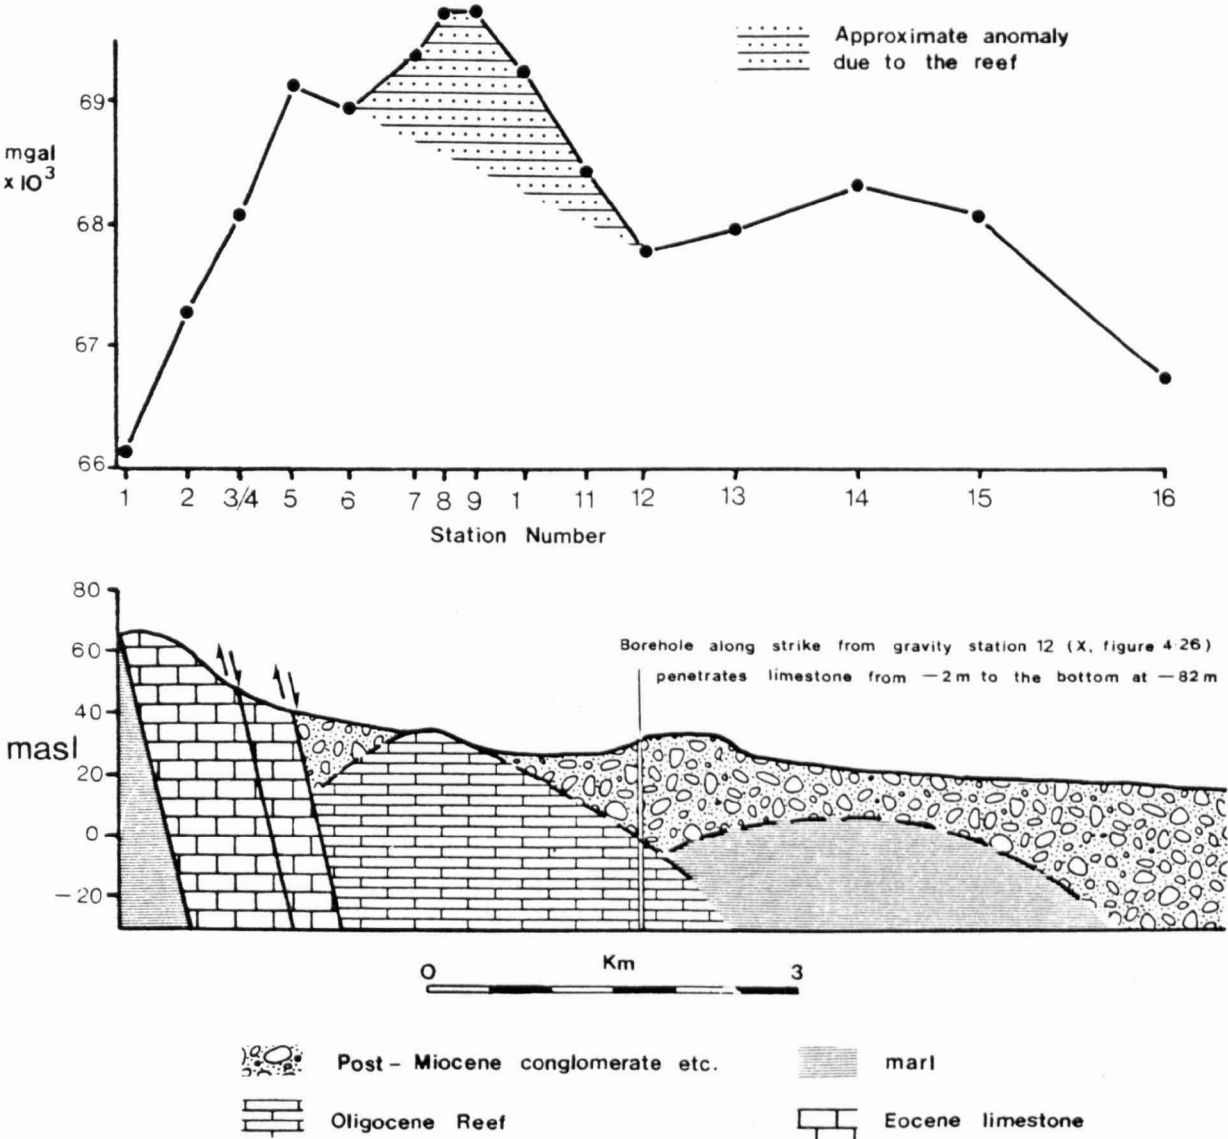 Approximate anomaly
due to the reef
69
mgal
x 10³
68
67
66
1 2 3/4 5 6 7 8 9 1 11 12 13 14 15 16
Station Number
80
60
40
masl
20
0
-20
Borehole along strike from gravity station 12 (X, figure 4·26)
penetrates limestone from -2m to the bottom at -82m
Km
0 3
Post-Miocene conglomerate etc.
marl
Oligocene Reef
Eocene limestone